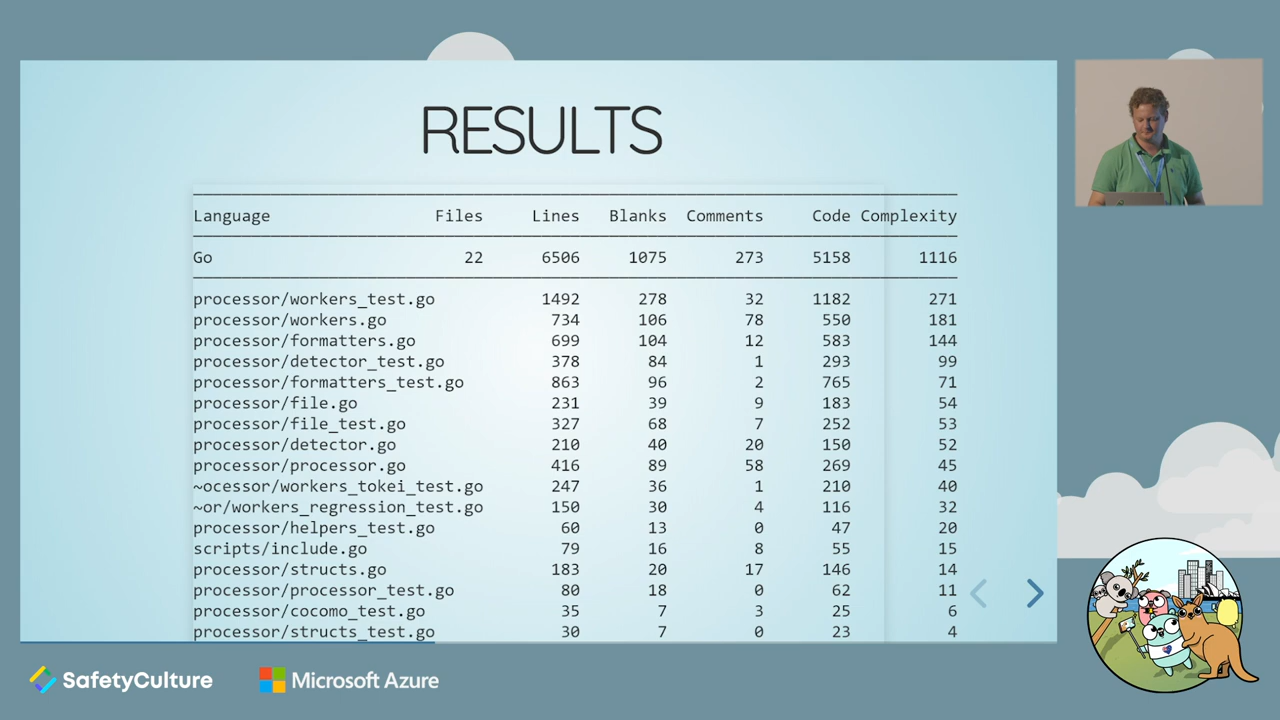 RESULTS
Language Files Lines Blanks Comments Code Complexity
Go 22 6506 1075 273 5158 1116
processor/workers_test.go 1492 278 32 1182 271
processor/workers.go 734 106 78 550 181
processor/formatters.go 699 104 12 583 144
processor/detector_test.go 378 84 1 293 99
processor/formatters_test.go 863 96 2 765 71
processor/file.go 231 39 9 183 54
processor/file_test.go 327 68 7 252 53
processor/detector.go 210 40 20 150 52
processor/processor.go 416 89 58 269 45
~ocessor/workers_tokei_test.go 247 36 1 210 40
~or/workers_regression_test.go 150 30 4 116 32
processor/helpers_test.go 60 13 0 47 20
scripts/include.go 79 16 8 55 15
processor/structs.go 183 20 17 146 14
processor/processor_test.go 80 18 0 62 11
processor/cocomo_test.go 35 7 3 25 6
processor/structs_test.go 30 7 0 23 4
SafetyCulture
Microsoft Azure